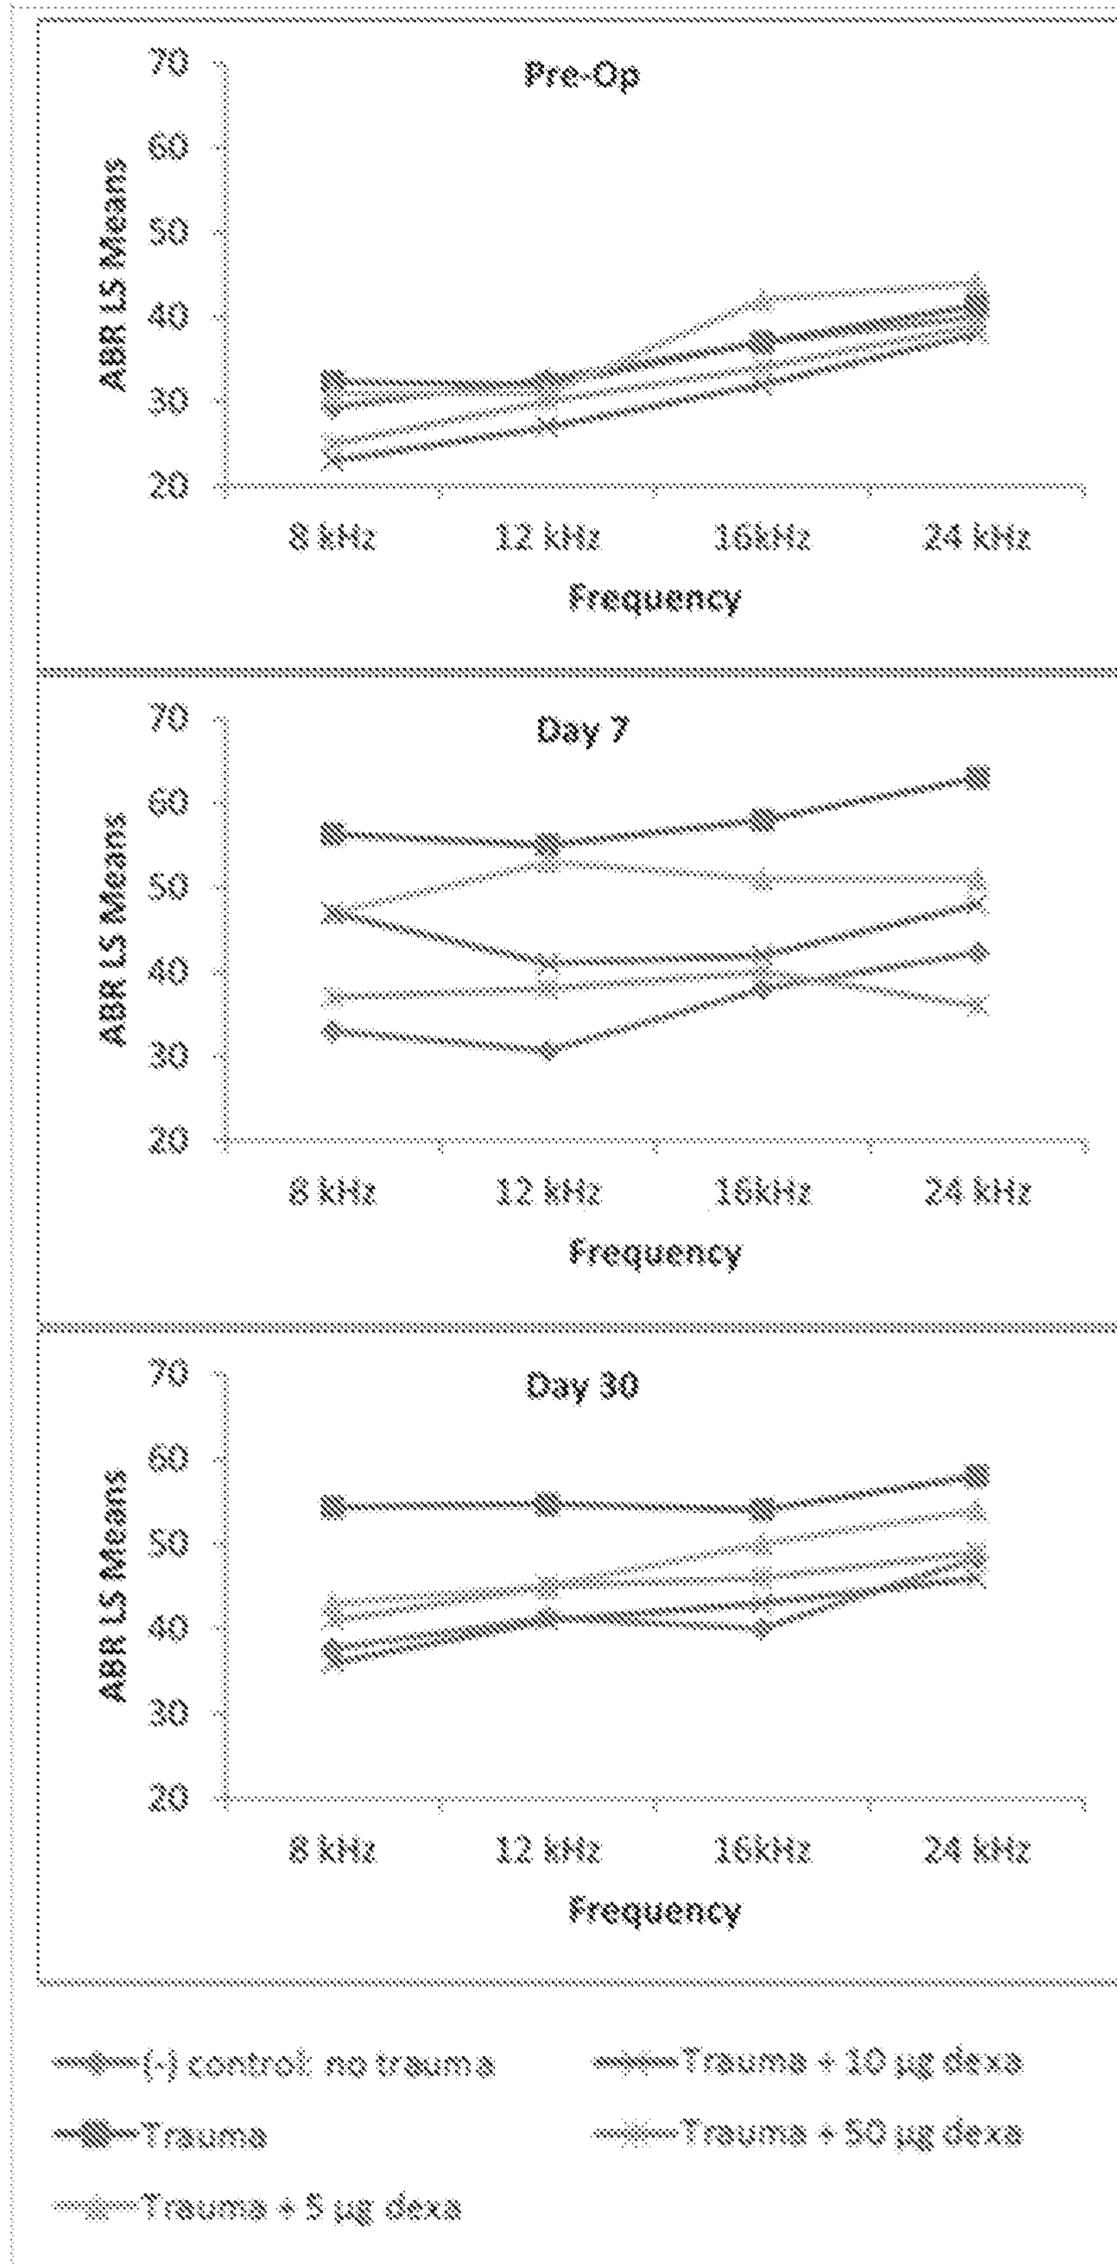 Pre-Op
70
60
50
40
30
20
ABR LS Means
8 kHz 12 kHz 16kHz 24 kHz
Frequency
Day 7
70
60
50
40
30
20
ABR LS Means
8 kHz 12 kHz 16kHz 24 kHz
Frequency
Day 30
70
60
50
40
30
20
ABR LS Means
8 kHz 12 kHz 16kHz 24 kHz
Frequency
(-) control: no trauma
Trauma + 10 µg dexa
Trauma
Trauma + 50 µg dexa
Trauma + 5 µg dexa